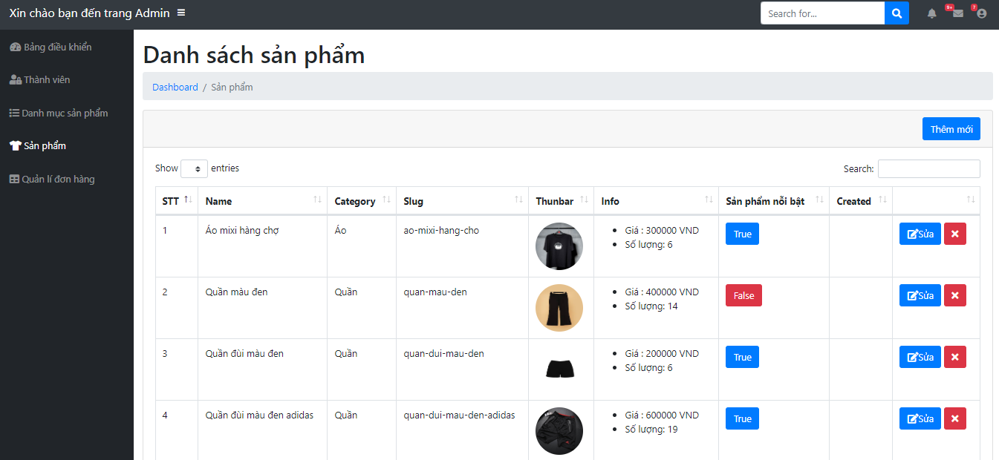 Xin chào bạn đến trang Admin
Search for...
9+
7
Bảng điều khiển
Thành viên
Danh mục sản phẩm
Sản phẩm
Quản lí đơn hàng
Danh sách sản phẩm
Dashboard / Sản phẩm
Thêm mới
Show entries
Search:
STT Name Category Slug Thunbar Info Sản phẩm nỗi bật Created
1 Áo mixi hàng chợ Áo ao-mixi-hang-cho Giá : 300000 VND True Sửa
Số lượng: 6
2 Quần màu đen Quần quan-mau-den Giá : 400000 VND False Sửa
Số lượng: 14
3 Quần đùi màu đen Quần quan-dui-mau-den Giá : 200000 VND True Sửa
Số lượng: 6
4 Quần đùi màu đen adidas Quần quan-dui-mau-den-adidas Giá : 600000 VND True Sửa
Số lượng: 19